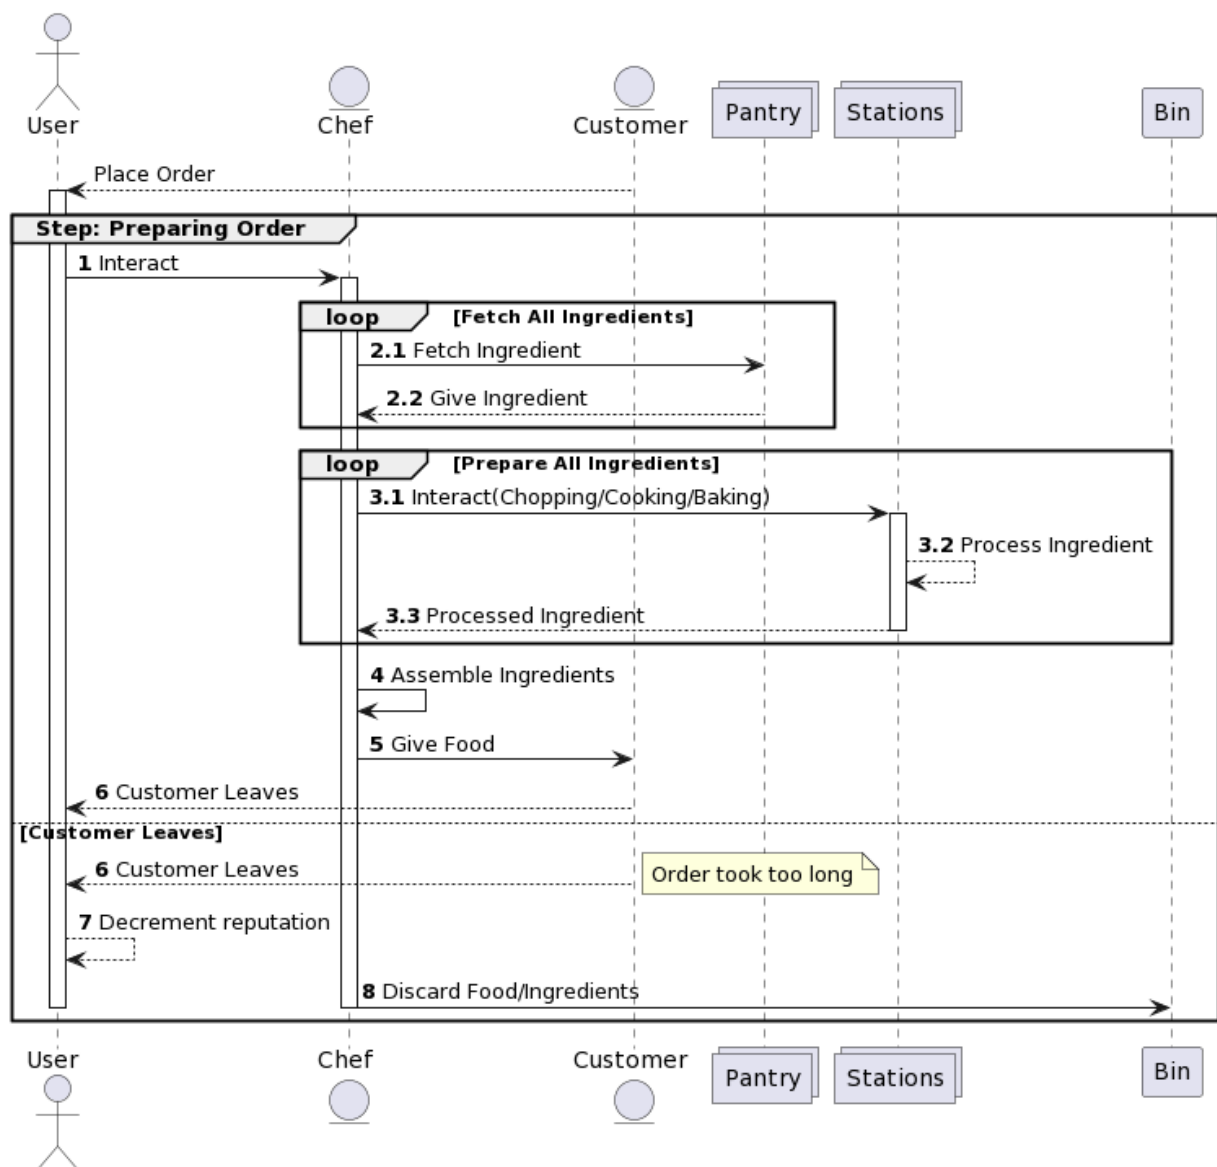 User
Chef
Customer
Pantry
Stations
Bin
Place Order
Step: Preparing Order
1 Interact
loop [Fetch All Ingredients]
2.1 Fetch Ingredient
2.2 Give Ingredient
loop [Prepare All Ingredients]
3.1 Interact(Chopping/Cooking/Baking)
3.2 Process Ingredient
3.3 Processed Ingredient
4 Assemble Ingredients
5 Give Food
6 Customer Leaves
[Customer Leaves]
6 Customer Leaves
Order took too long
7 Decrement reputation
8 Discard Food/Ingredients
User
Chef
Customer
Pantry
Stations
Bin